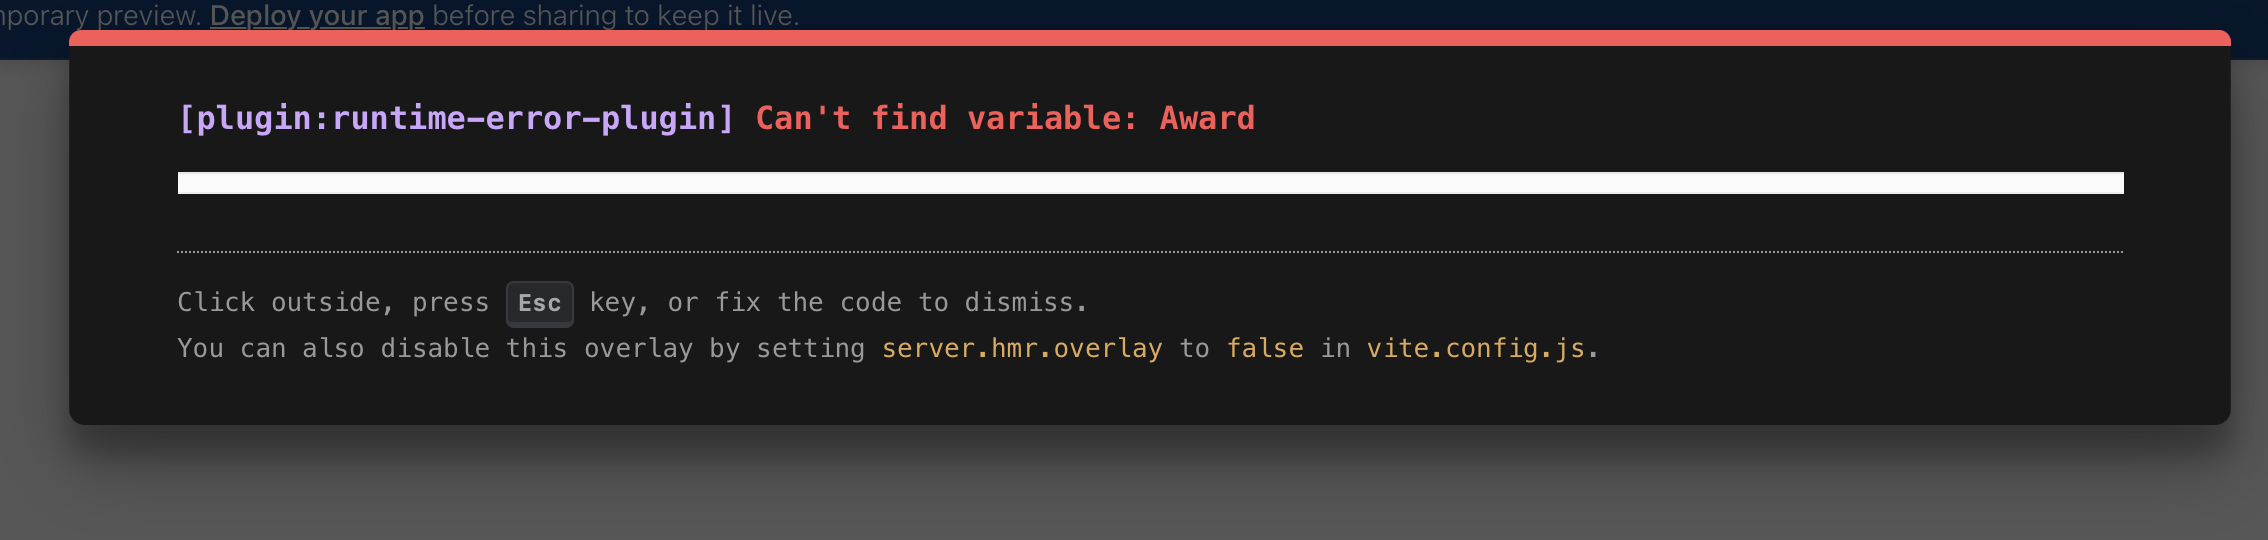 temporary preview. Deploy your app before sharing to keep it live.
[plugin:runtime-error-plugin] Can't find variable: Award
Click outside, press Esc key, or fix the code to dismiss.
You can also disable this overlay by setting server.hmr.overlay to false in vite.config.js.